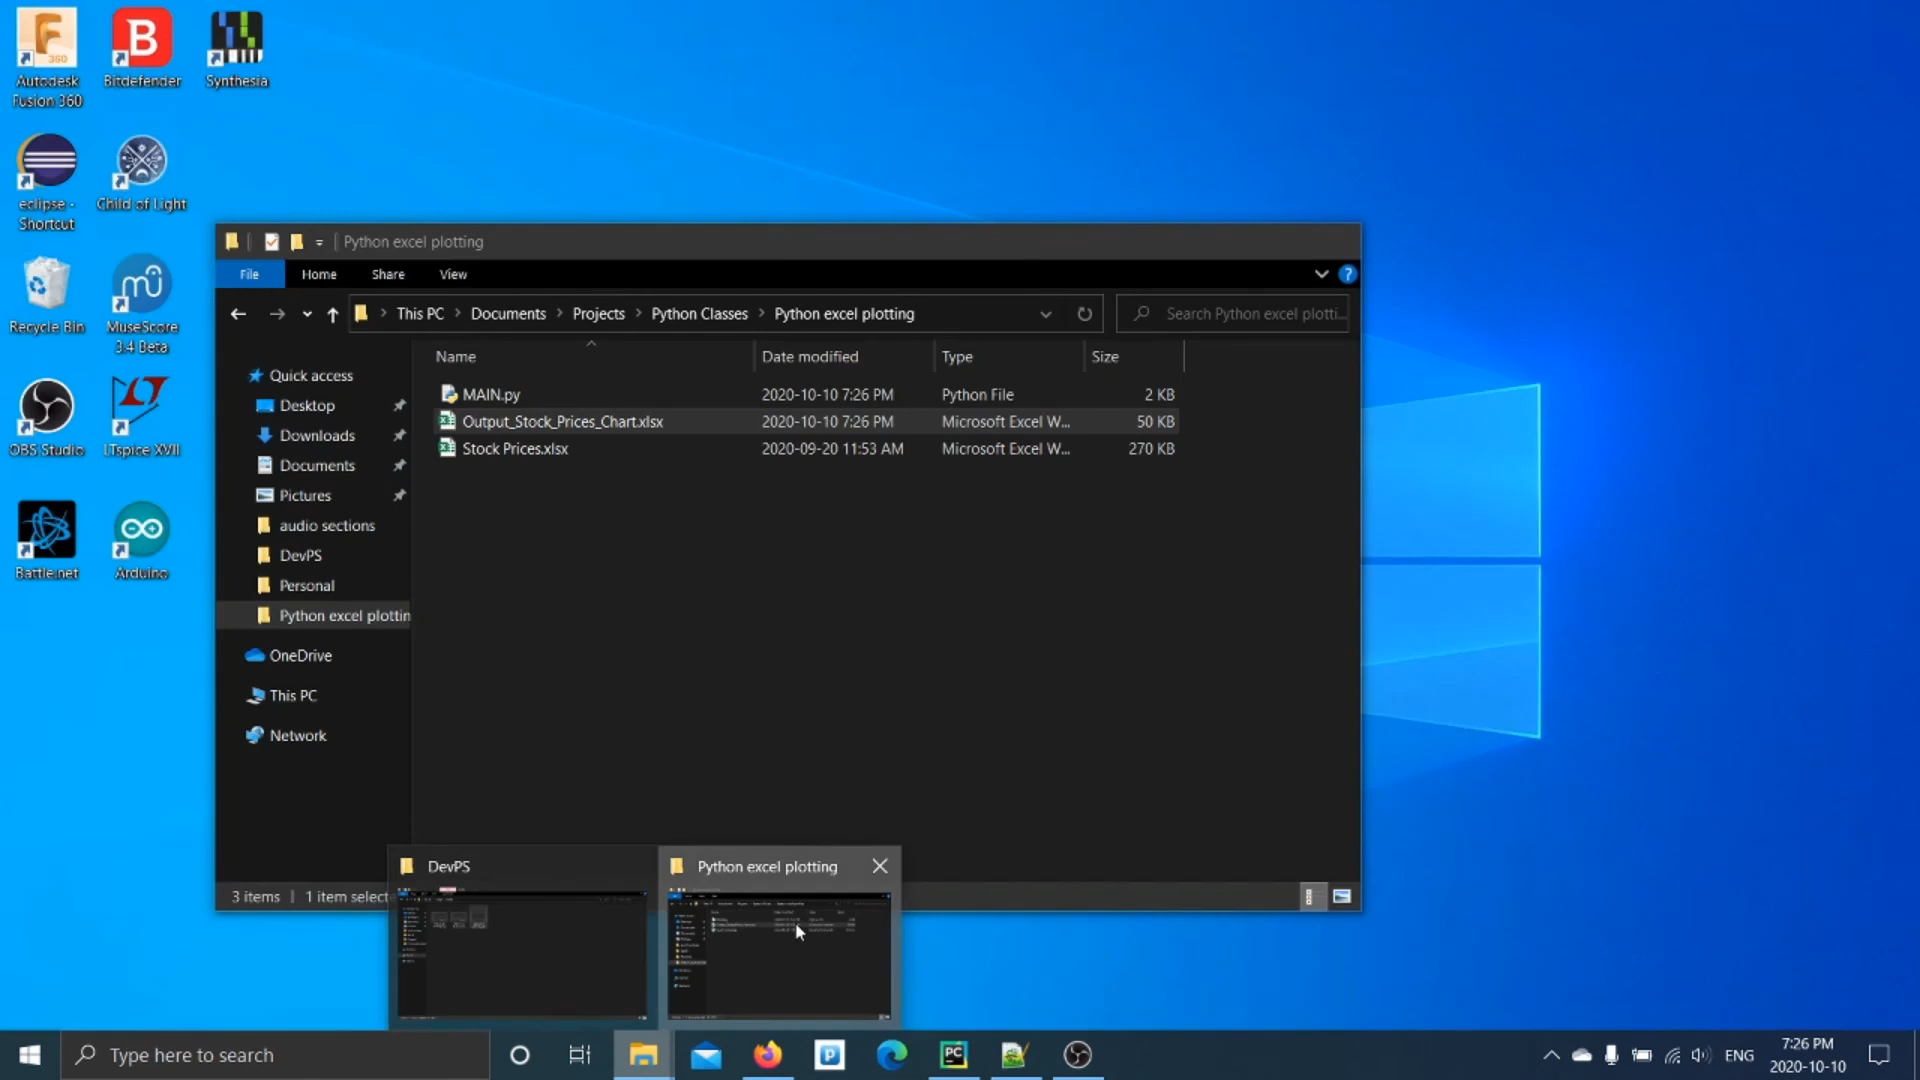 Autodesk
Fusion 360
Bitdefender
Synthesia
eclipse -
Shortcut
Child of Light
Recycle Bin
MuseScore
3.4 Beta
OBS Studio
LTspice XVII
Battle.net
Arduino
Python excel plotting
File Home Share View
This PC Documents Projects Python Classes Python excel plotting
Search Python excel plotti...
Name Date modified Type Size
MAIN.py 2020-10-10 7:26 PM Python File 2 KB
Output_Stock_Prices_Chart.xlsx 2020-10-10 7:26 PM Microsoft Excel W... 50 KB
Stock Prices.xlsx 2020-09-20 11:53 AM Microsoft Excel W... 270 KB
Quick access
Desktop
Downloads
Documents
Pictures
audio sections
DevPS
Personal
Python excel plottin
OneDrive
This PC
Network
3 items 1 item select
DevPS
Python excel plotting
Type here to search
ENG
7:26 PM
2020-10-10